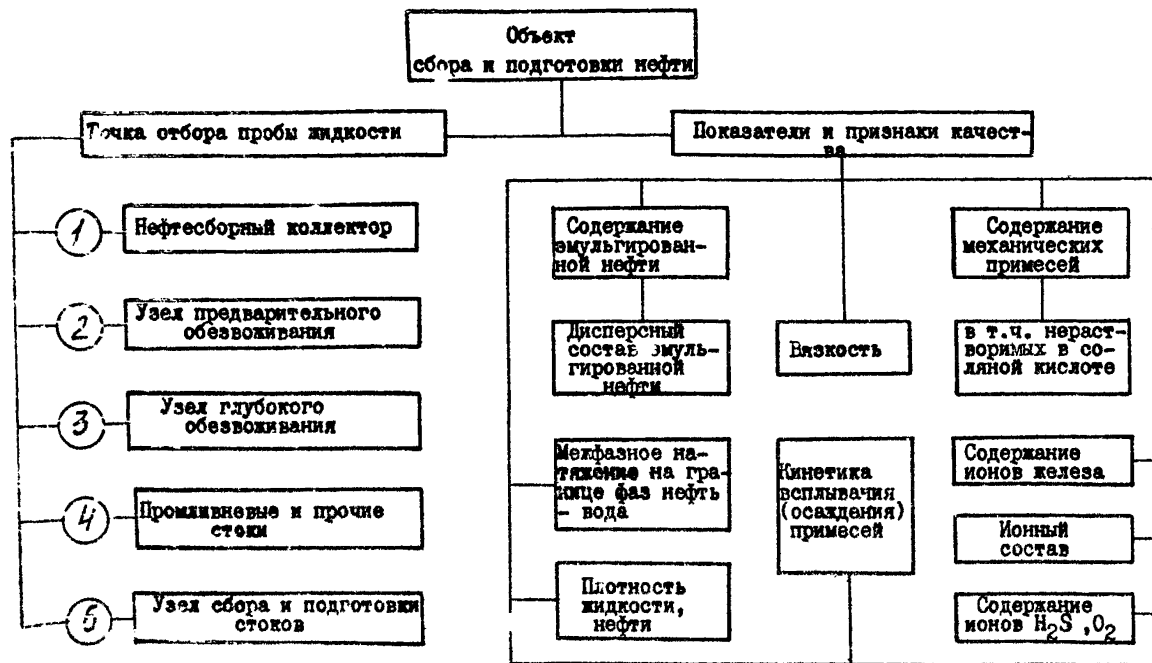 Объект
сбора и подготовки нефти
Точка отбора пробы жидкости
Показатели и признаки качест-
ва
1
Нефтесборный коллектор
2
Узел предварительного
обезвоживания
3
Узел глубокого
обезвоживания
4
Промливневые и прочие
стоки
5
Узел сбора и подготовки
стоков
Содержание
эмульгирован-
ной нефти
Дисперсный
состав эмуль-
гированной
нефти
Межфазное на-
тяжение на гра-
нице фаз нефть
- вода
Плотность
жидкости,
нефти
Вязкость
Кинетика
всплывачия
(осаждения)
примесей
Содержание
механических
примесей
в т.ч. нераст-
воримых в со-
ляной кислоте
Содержание
ионов железа
Ионный
состав
Содержание
ионов H₂S ,O₂